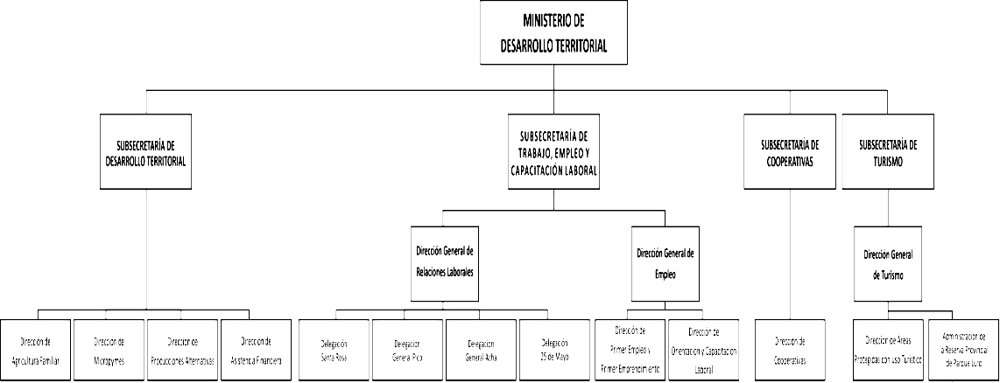 MINISTERIO DE
DESARROLLO TERRITORIAL
SUBSECRETARÍA DE
DESARROLLO TERRITORIAL
SUBSECRETARÍA DE
TRABAJO, EMPLEO Y
CAPACITACIÓN LABORAL
SUBSECRETARÍA DE
COOPERATIVAS
SUBSECRETARÍA DE
TURISMO
Dirección General de
Relaciones Laborales
Dirección General de
Empleo
Dirección General
de Turismo
Dirección de
Agricultura Familiar
Dirección de
Micropymes
Dirección de
Producciones Alternativas
Dirección de
Asistencia Financiera
Delegación
Santa Rosa
Delegación
General Pico
Delegación
General Acha
Delegación
25 de Mayo
Dirección de
Primer Empleo y
Primer Emprendimiento
Dirección de
Orientación y Capacitación
Laboral
Dirección de
Cooperativas
Dirección de Áreas
Protegidas con uso Turístico
Administración de
la Reserva Provincial
de Parque Luro